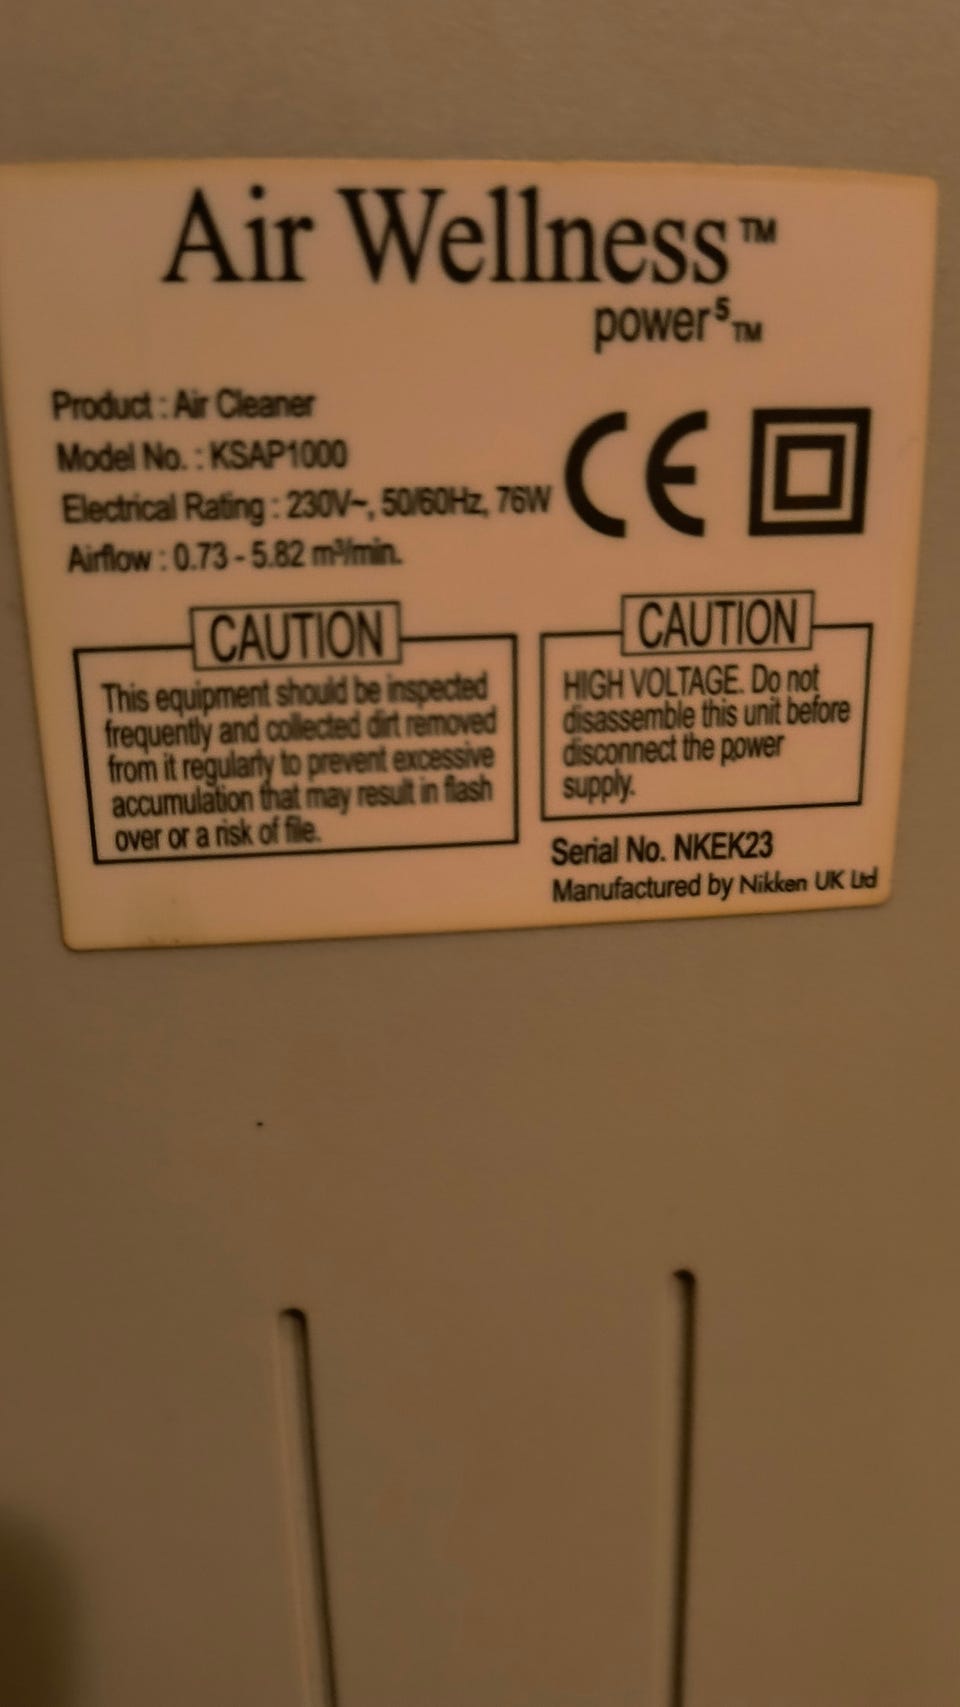 Air Wellness™
power⁵™
Product : Air Cleaner
Model No. : KSAP1000
Electrical Rating : 230V~, 50/60Hz, 76W
Airflow : 0.73 - 5.82 m³/min.
CE
CAUTION
This equipment should be inspected
frequently and collected dirt removed
from it regularly to prevent excessive
accumulation that may result in flash
over or a risk of file.
CAUTION
HIGH VOLTAGE. Do not
disassemble this unit before
disconnect the power
supply.
Serial No. NKEK23
Manufactured by Nikken UK Ltd